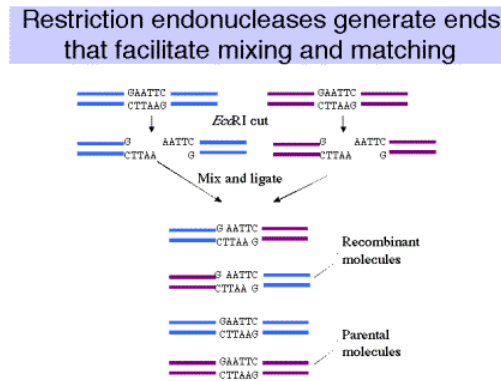 Restriction endonucleases generate ends
that facilitate mixing and matching
GAATTC GAATTC
CTTAAG CTTAAG
EcoRI cut
G AATTC G AATTC
CTTAA G CTTAA G
Mix and ligate
G AATTC
CTTAA G
Recombinant
molecules
G AATTC
CTTAA G
GAATTC
CTTAAG
Parental
molecules
GAATTC
CTTAAG